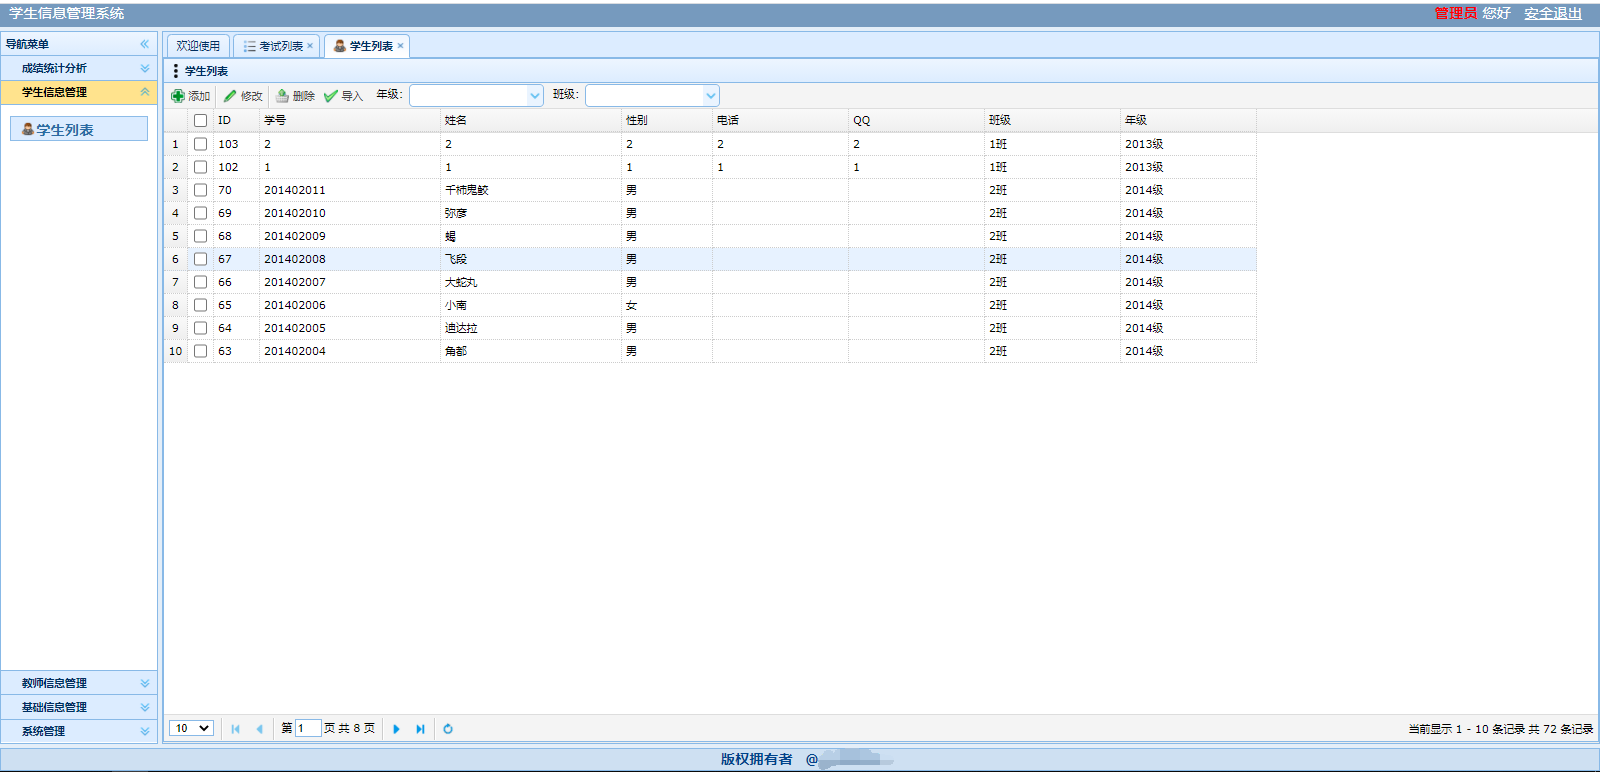 学生信息管理系统
管理员 您好 安全退出
导航菜单
成绩统计分析
学生信息管理
学生列表
教师信息管理
基础信息管理
系统管理
欢迎使用 考试列表 学生列表
学生列表
添加 修改 删除 导入 年级: 班级:
ID 学号 姓名 性别 电话 QQ 班级 年级
1 103 2 2 2 2 2 1班 2013级
2 102 1 1 1 1 1 1班 2013级
3 70 201402011 千柿鬼鲛 男 2班 2014级
4 69 201402010 弥彦 男 2班 2014级
5 68 201402009 蝎 男 2班 2014级
6 67 201402008 飞段 男 2班 2014级
7 66 201402007 大蛇丸 男 2班 2014级
8 65 201402006 小南 女 2班 2014级
9 64 201402005 迪达拉 男 2班 2014级
10 63 201402004 角都 男 2班 2014级
10 第 1 页 共 8 页 当前显示 1 - 10 条记录 共 72 条记录
版权拥有者 @